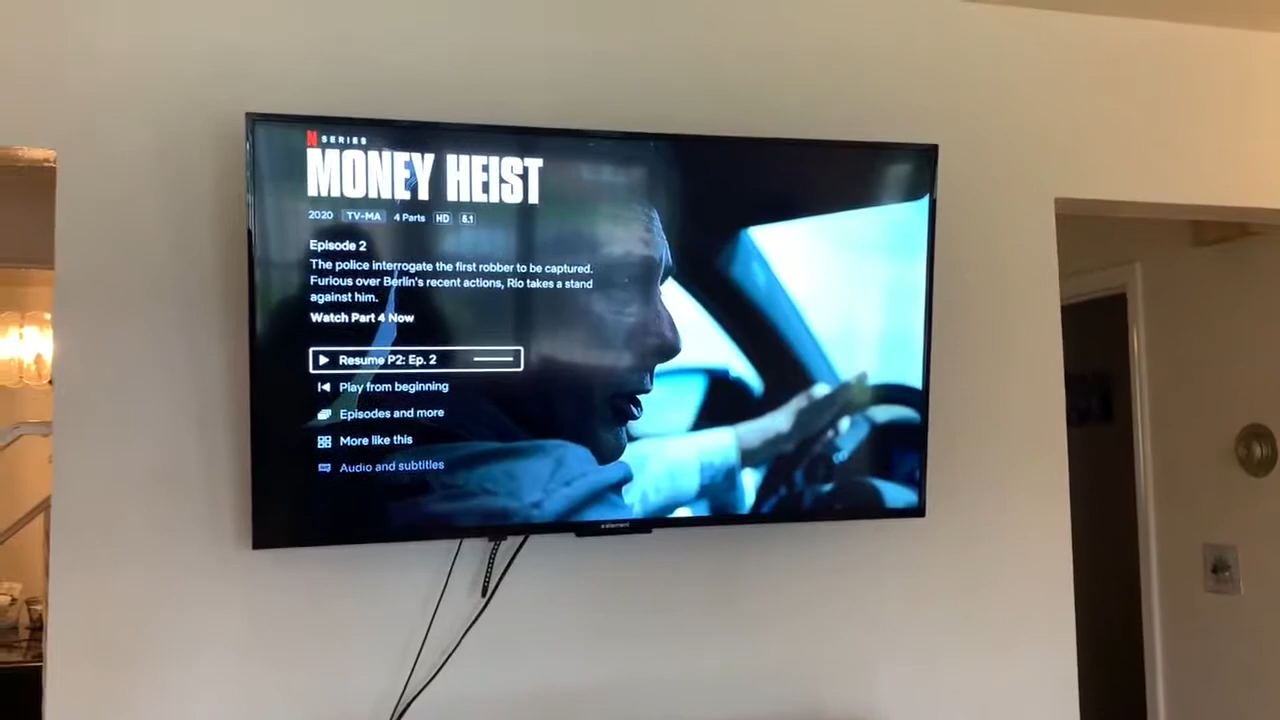 N SERIES
MONEY HEIST
2020 TV-MA 4 Parts HD 5.1
Episode 2
The police interrogate the first robber to be captured.
Furious over Berlin's recent actions, Rio takes a stand
against him.
Watch Part 4 Now
Resume P2: Ep. 2
Play from beginning
Episodes and more
More like this
Audio and subtitles
element